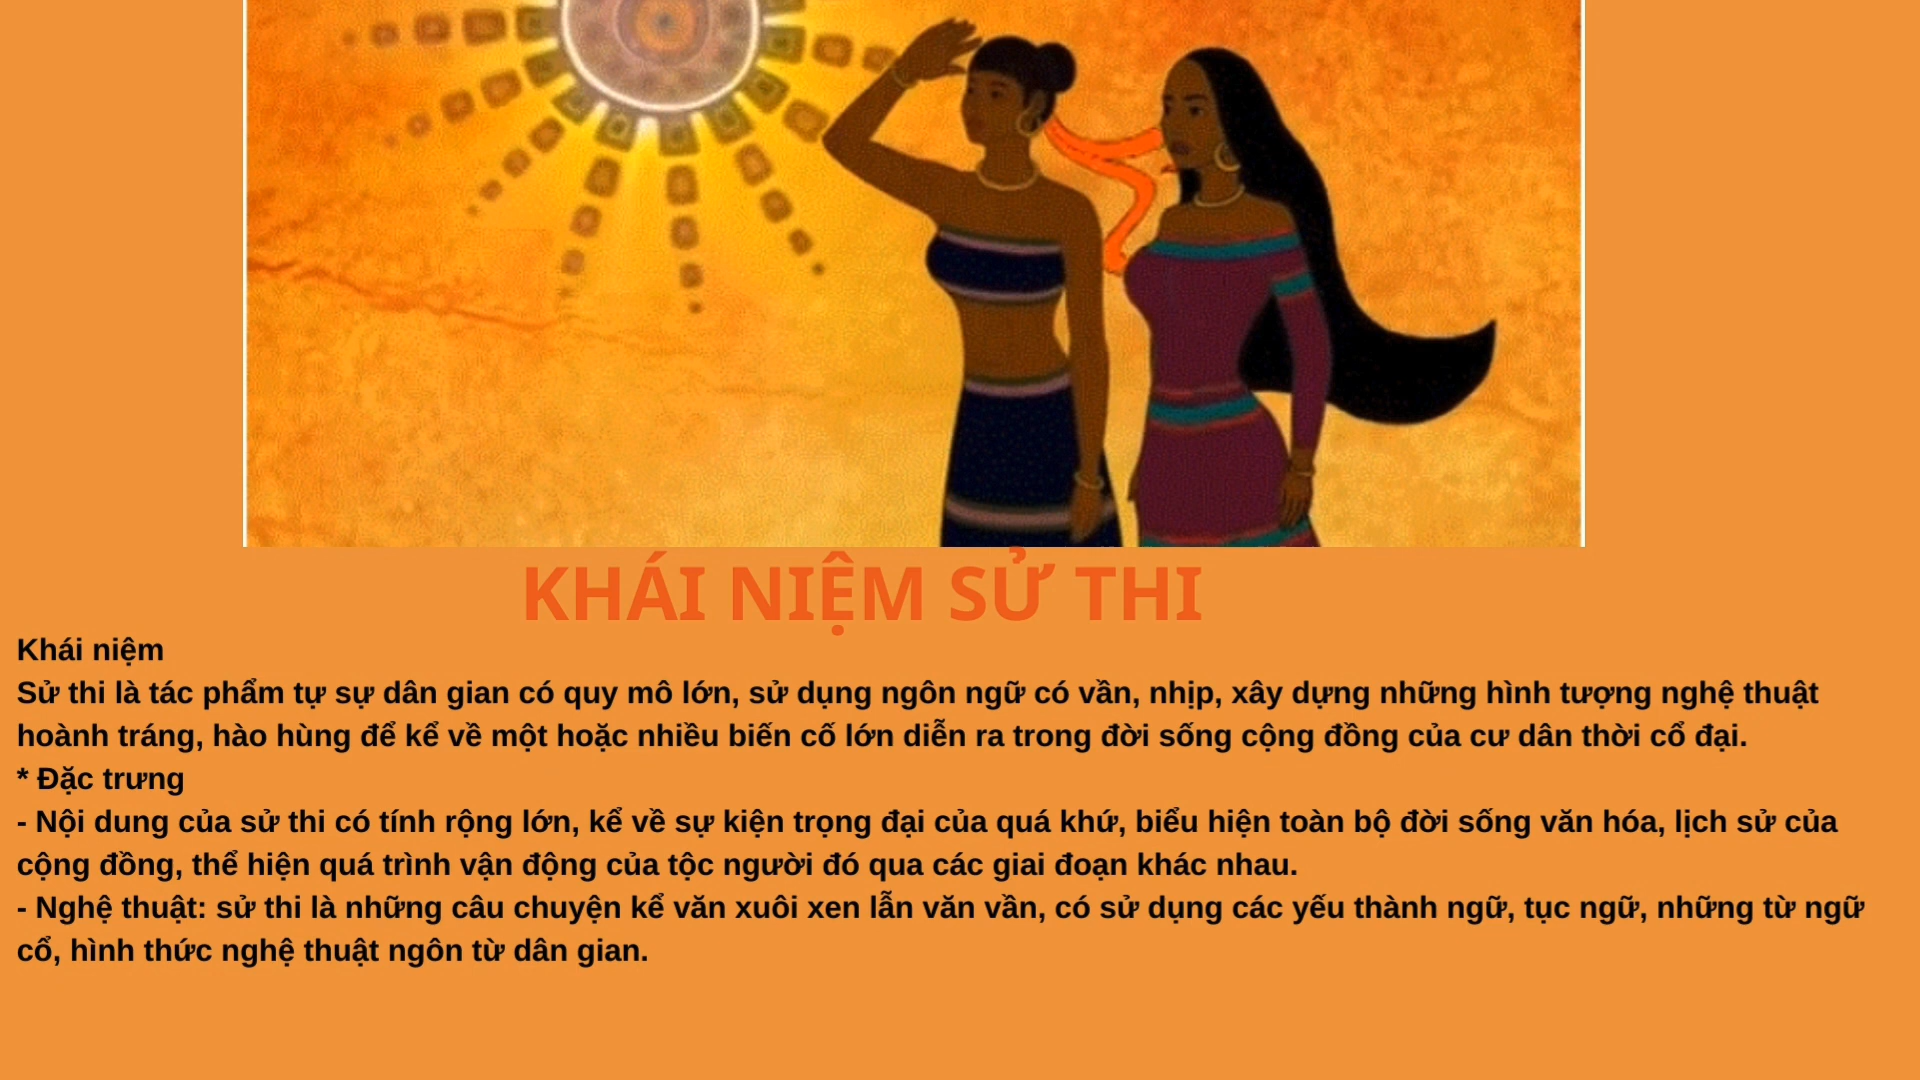 KHÁI NIỆM SỬ THI
Khái niệm
Sử thi là tác phẩm tự sự dân gian có quy mô lớn, sử dụng ngôn ngữ có vần, nhịp, xây dựng những hình tượng nghệ thuật
hoành tráng, hào hùng để kể về một hoặc nhiều biến cố lớn diễn ra trong đời sống cộng đồng của cư dân thời cổ đại.
* Đặc trưng
- Nội dung của sử thi có tính rộng lớn, kể về sự kiện trọng đại của quá khứ, biểu hiện toàn bộ đời sống văn hóa, lịch sử của
cộng đồng, thể hiện quá trình vận động của tộc người đó qua các giai đoạn khác nhau.
- Nghệ thuật: sử thi là những câu chuyện kể văn xuôi xen lẫn văn vần, có sử dụng các yếu thành ngữ, tục ngữ, những từ ngữ
cổ, hình thức nghệ thuật ngôn từ dân gian.